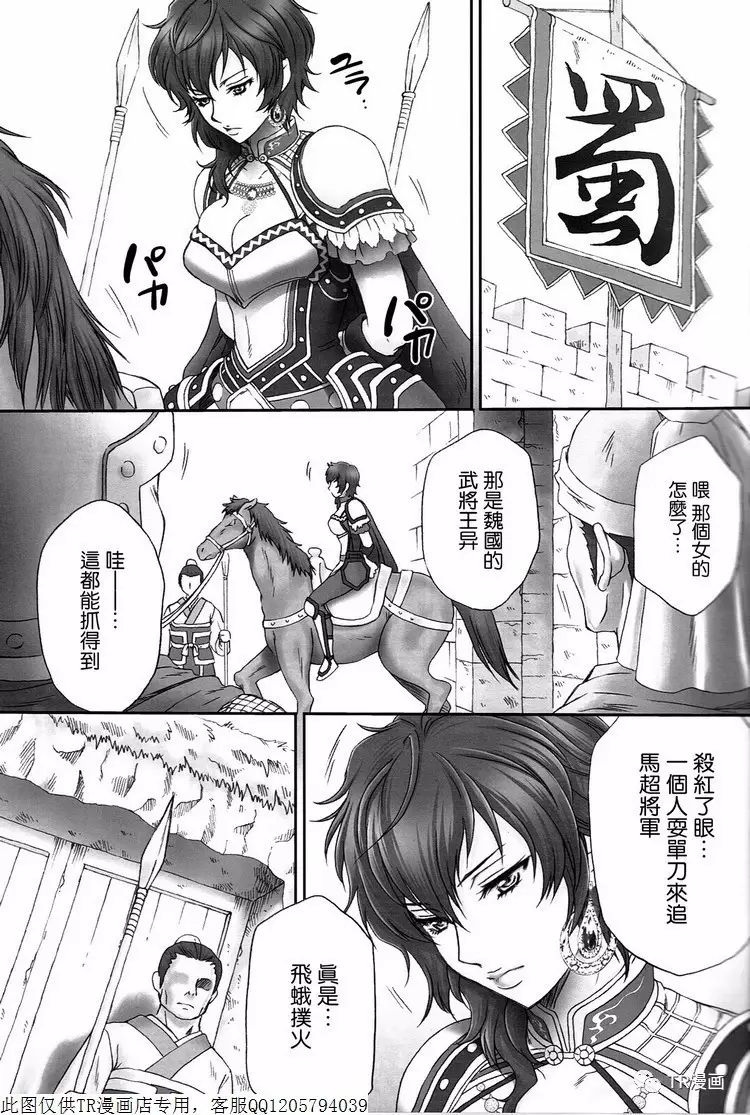 蜀
ユラ
パカ
パカ
喂 那個女的
怎麼了…
那是魏國的
武將王异
哇——!…
這都能抓得到
殺紅了眼…
一個人耍單刀來追
馬超將軍
真是…
飛蛾撲火
TR漫画
此图仅供TR漫画店专用，客服QQ1205794039